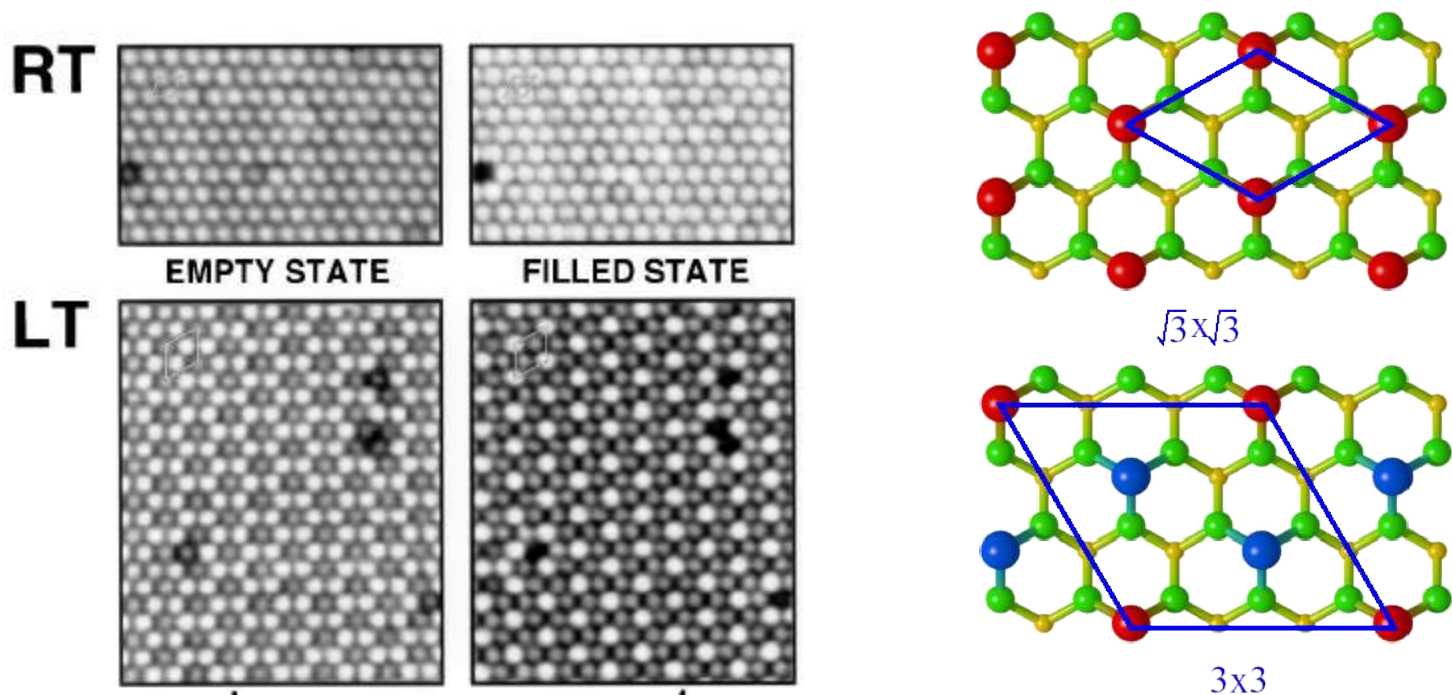 RT
EMPTY STATE
FILLED STATE
LT
√3x√3
3x3